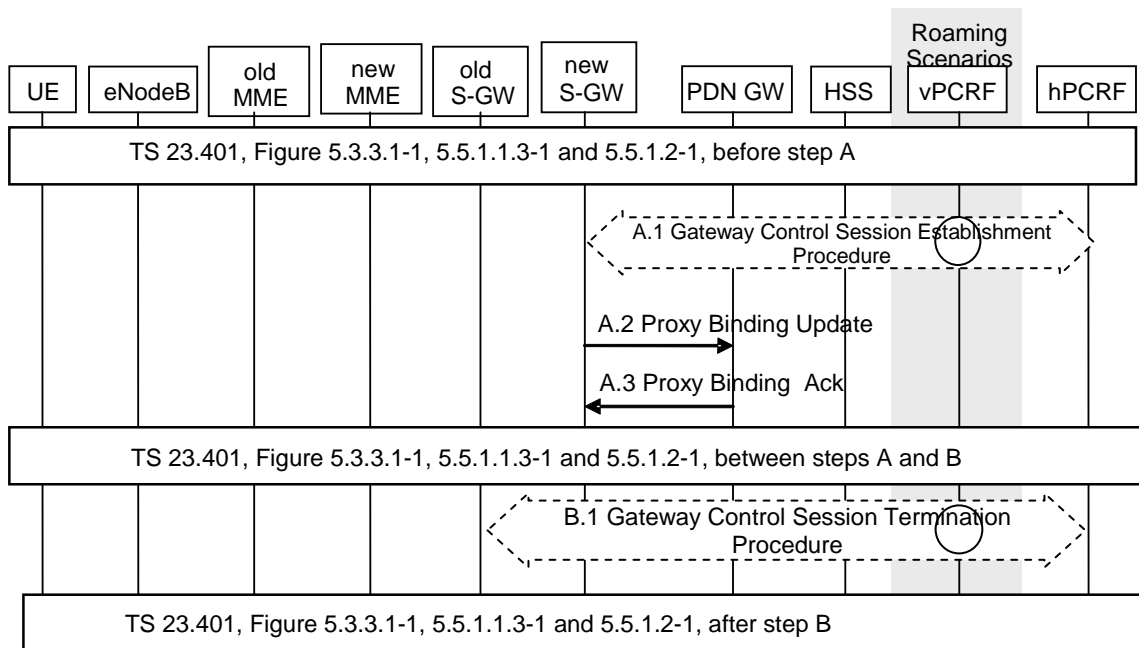 Roaming
Scenarios
UE
eNodeB
old
MME
new
MME
old
S-GW
new
S-GW
PDN GW
HSS
vPCRF
hPCRF
TS 23.401, Figure 5.3.3.1-1, 5.5.1.1.3-1 and 5.5.1.2-1, before step A
A.1 Gateway Control Session Establishment
Procedure
A.2 Proxy Binding Update
A.3 Proxy Binding Ack
TS 23.401, Figure 5.3.3.1-1, 5.5.1.1.3-1 and 5.5.1.2-1, between steps A and B
B.1 Gateway Control Session Termination
Procedure
TS 23.401, Figure 5.3.3.1-1, 5.5.1.1.3-1 and 5.5.1.2-1, after step B